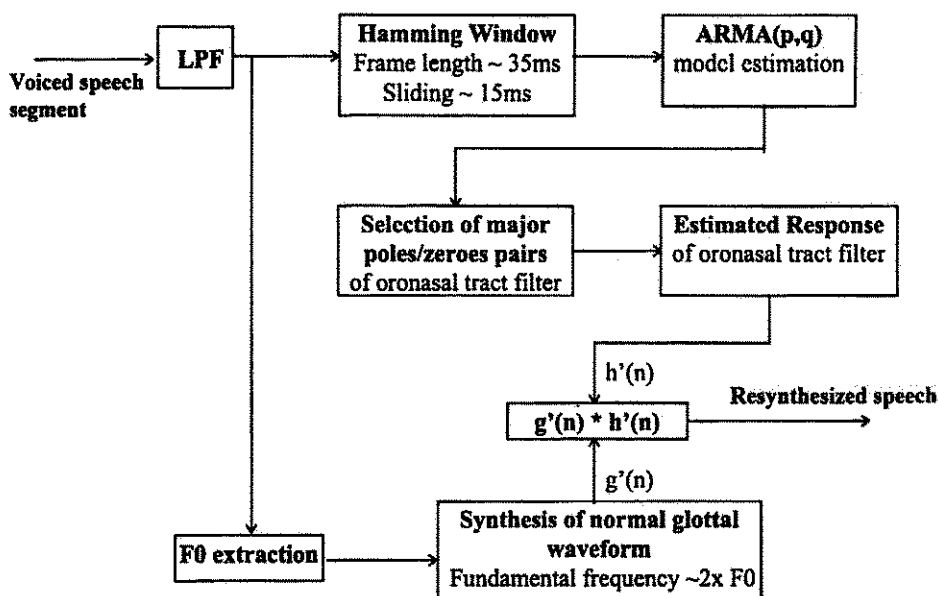 Voiced speech
segment
LPF
Hamming Window
Frame length ~ 35ms
Sliding ~ 15ms
ARMA(p,q)
model estimation
Selection of major
poles/zeroes pairs
of oronasal tract filter
Estimated Response
of oronasal tract filter
h’(n)
g’(n) * h’(n)
Resynthesized speech
g’(n)
F0 extraction
Synthesis of normal glottal
waveform
Fundamental frequency ~2x F0